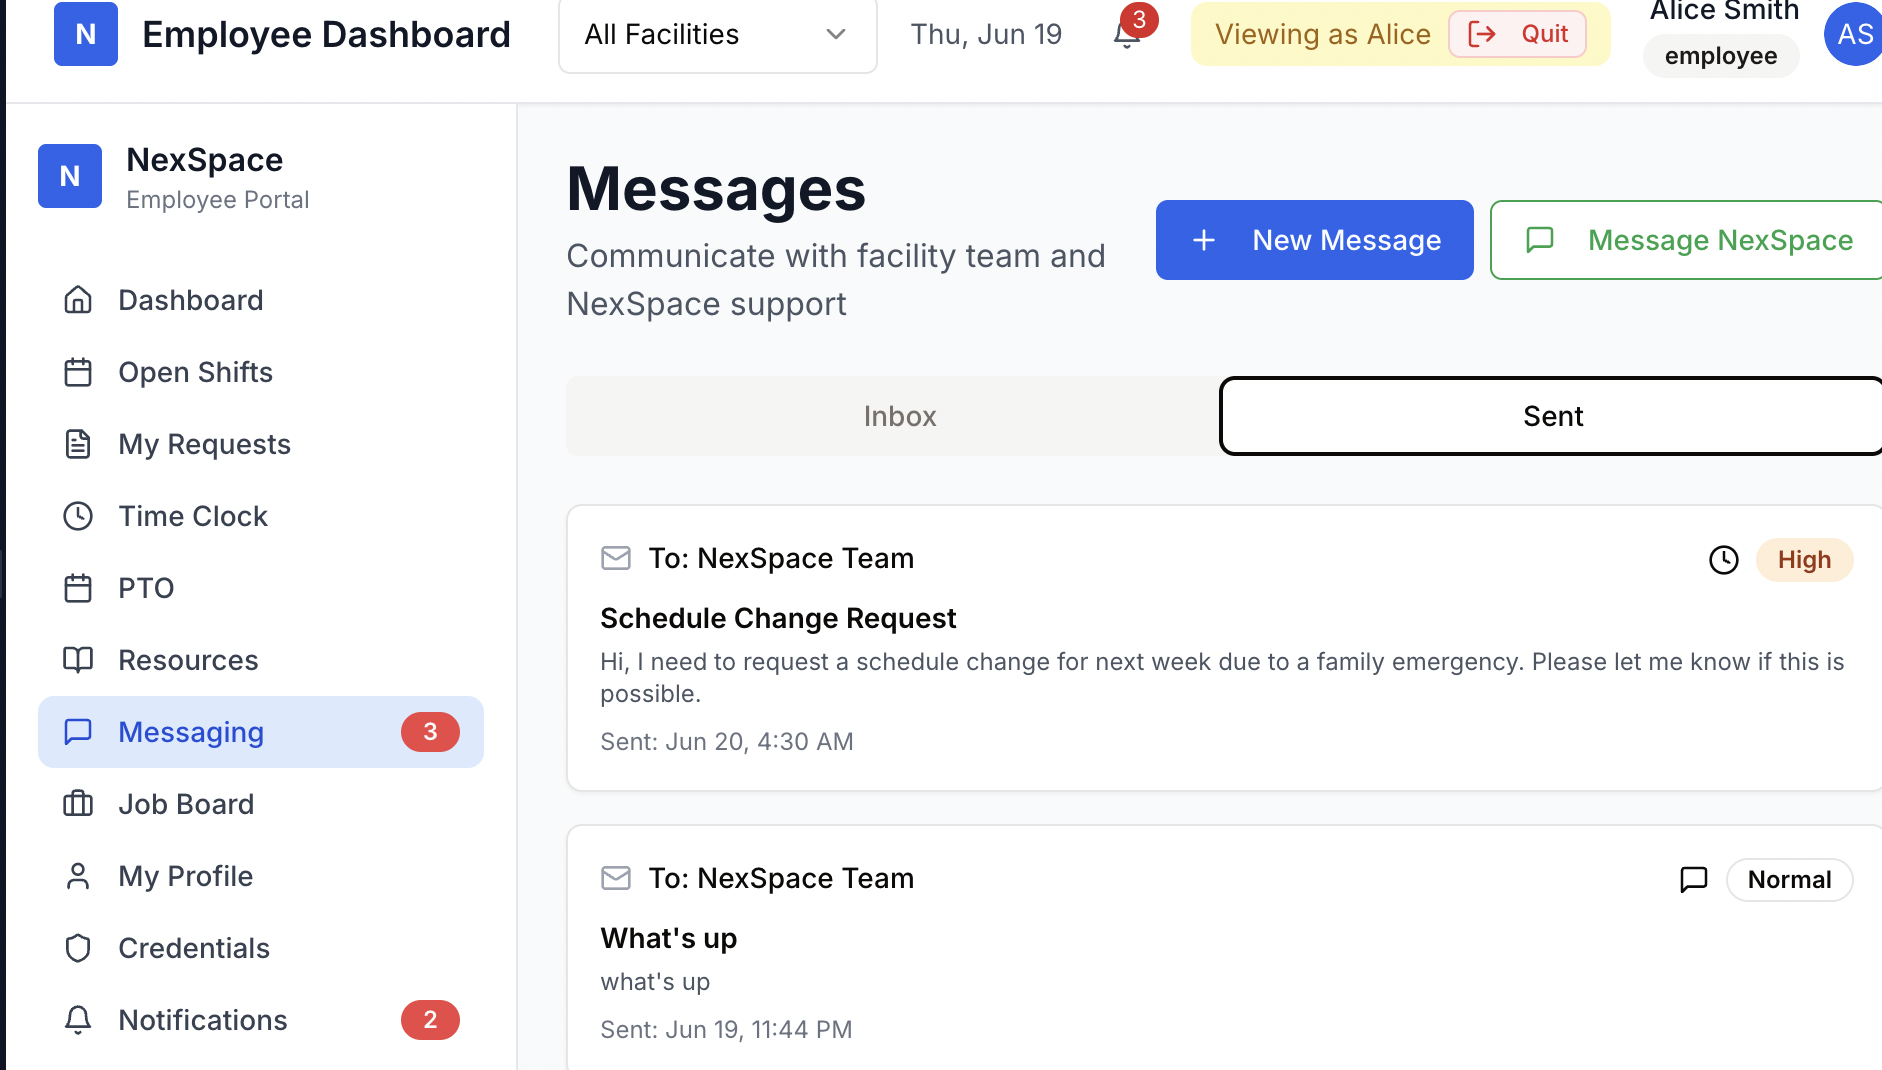 N
Employee Dashboard
All Facilities
Thu, Jun 19
3
Viewing as Alice
Quit
Alice Smith
employee
AS
N
NexSpace
Employee Portal
Dashboard
Open Shifts
My Requests
Time Clock
PTO
Resources
Messaging
3
Job Board
My Profile
Credentials
Notifications
2
Messages
Communicate with facility team and
NexSpace support
New Message
Message NexSpace
Inbox
Sent
To: NexSpace Team
High
Schedule Change Request
Hi, I need to request a schedule change for next week due to a family emergency. Please let me know if this is
possible.
Sent: Jun 20, 4:30 AM
To: NexSpace Team
Normal
What's up
what's up
Sent: Jun 19, 11:44 PM